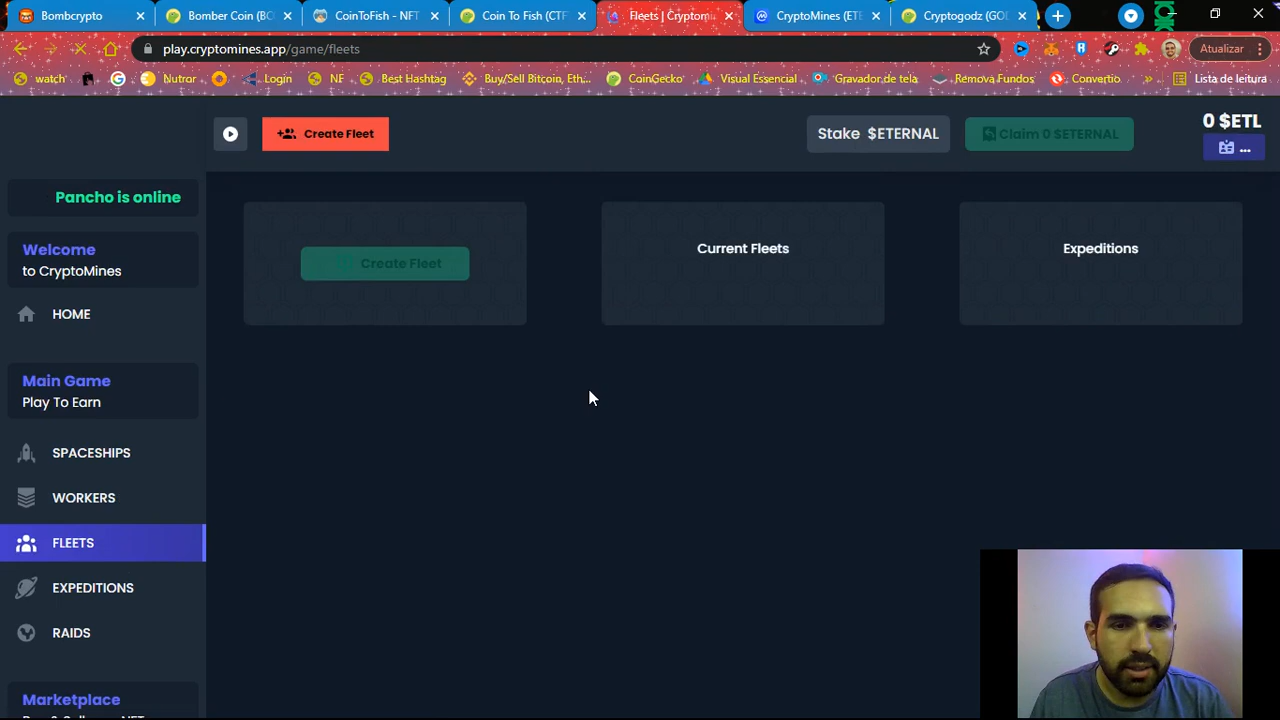 Bombcrypto
Bomber Coin (BC
CoinToFish - NFT
Coin To Fish (CTF
Fleets | Cryptomi
CryptoMines (ETE
Cryptogodz (GOD
play.cryptomines.app/game/fleets
Atualizar
watch'
Nutror
Login
NF
Best Hashtag
Buy/Sell Bitcoin, Eth...
CoinGecko'
Visual Essencial
Gravador de tela
Remova Fundos
Convertio
»
Lista de leitura
Create Fleet
Stake $ETERNAL
Claim 0 $ETERNAL
0 $ETL
...
Pancho is online
Welcome
to CryptoMines
HOME
Main Game
Play To Earn
SPACESHIPS
WORKERS
FLEETS
EXPEDITIONS
RAIDS
Marketplace
Create Fleet
Current Fleets
Expeditions